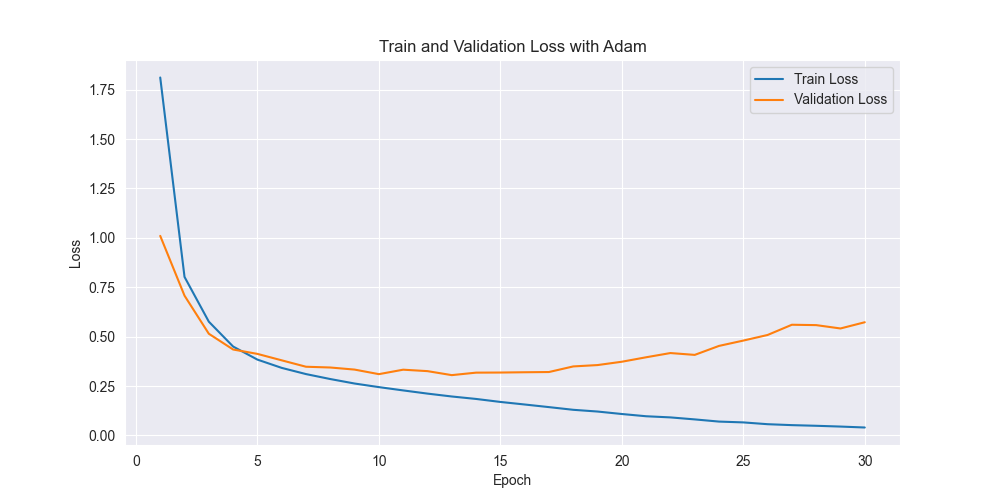 Train and Validation Loss with Adam
Train Loss
Validation Loss
1.75
1.50
1.25
1.00
0.75
0.50
0.25
0.00
Loss
0 5 10 15 20 25 30
Epoch